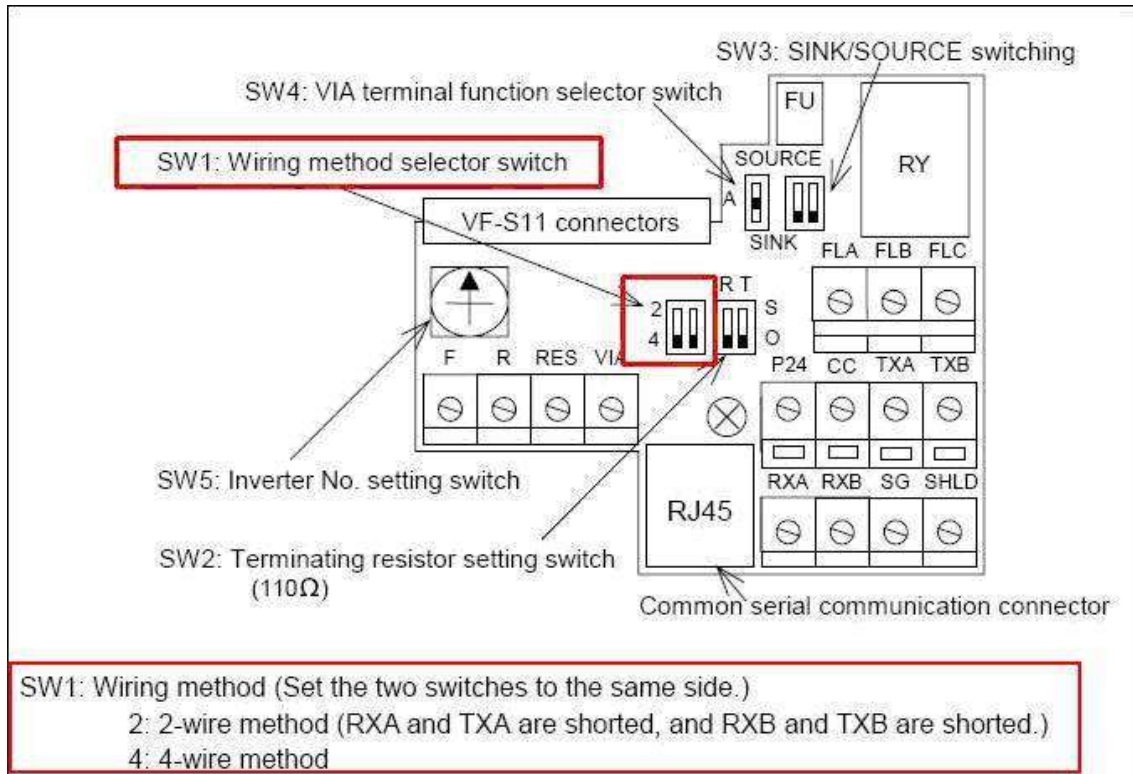 SW3: SINK/SOURCE switching
SW4: VIA terminal function selector switch
FU
SW1: Wiring method selector switch
SOURCE
RY
A
VF-S11 connectors
SINK
FLA FLB FLC
R T
2
S
4
O
F R RES VIA
P24 CC TXA TXB
SW5: Inverter No. setting switch
RXA RXB SG SHLD
RJ45
SW2: Terminating resistor setting switch
(110Ω)
Common serial communication connector
SW1: Wiring method (Set the two switches to the same side.)
2: 2-wire method (RXA and TXA are shorted, and RXB and TXB are shorted.)
4: 4-wire method